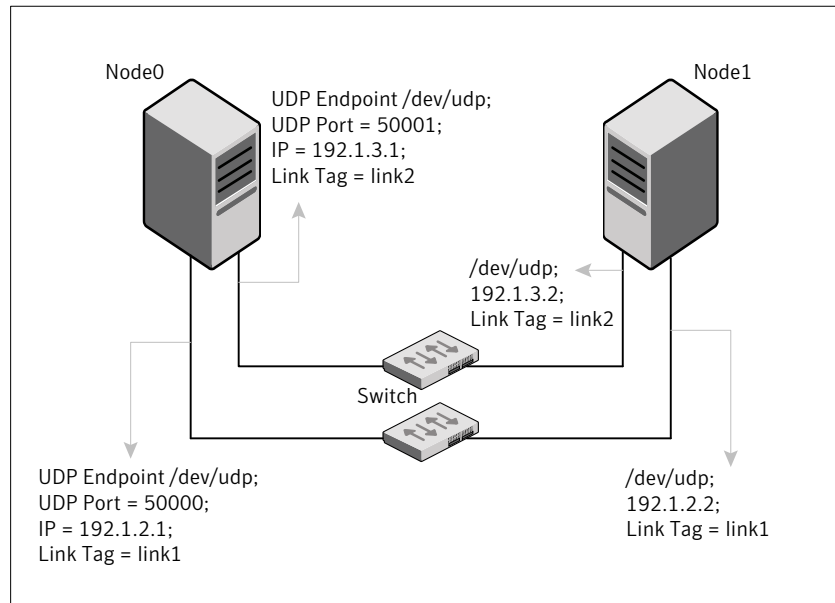 Node0
Node1
UDP Endpoint /dev/udp;
UDP Port = 50001;
IP = 192.1.3.1;
Link Tag = link2
/dev/udp;
192.1.3.2;
Link Tag = link2
Switch
UDP Endpoint /dev/udp;
UDP Port = 50000;
IP = 192.1.2.1;
Link Tag = link1
/dev/udp;
192.1.2.2;
Link Tag = link1